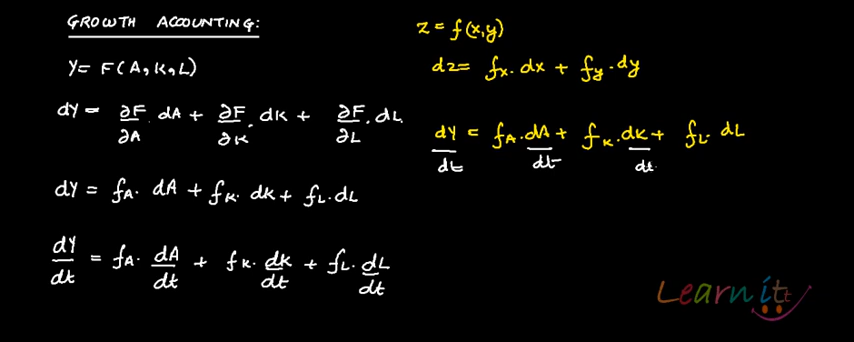 GROWTH ACCOUNTING:
Y = F(A, K, L)
dY = ∂F/∂A . dA + ∂F/∂K . dK + ∂F/∂L . dL
dY = fA. dA + fK. dK + fL. dL
dY/dt = fA. dA/dt + fK. dK/dt + fL. dL/dt
z = f(x,y)
dz = fx. dx + fy. dy
dY/dt = fA. dA/dt + fK. dK/dt + fL. dL
Learnitt